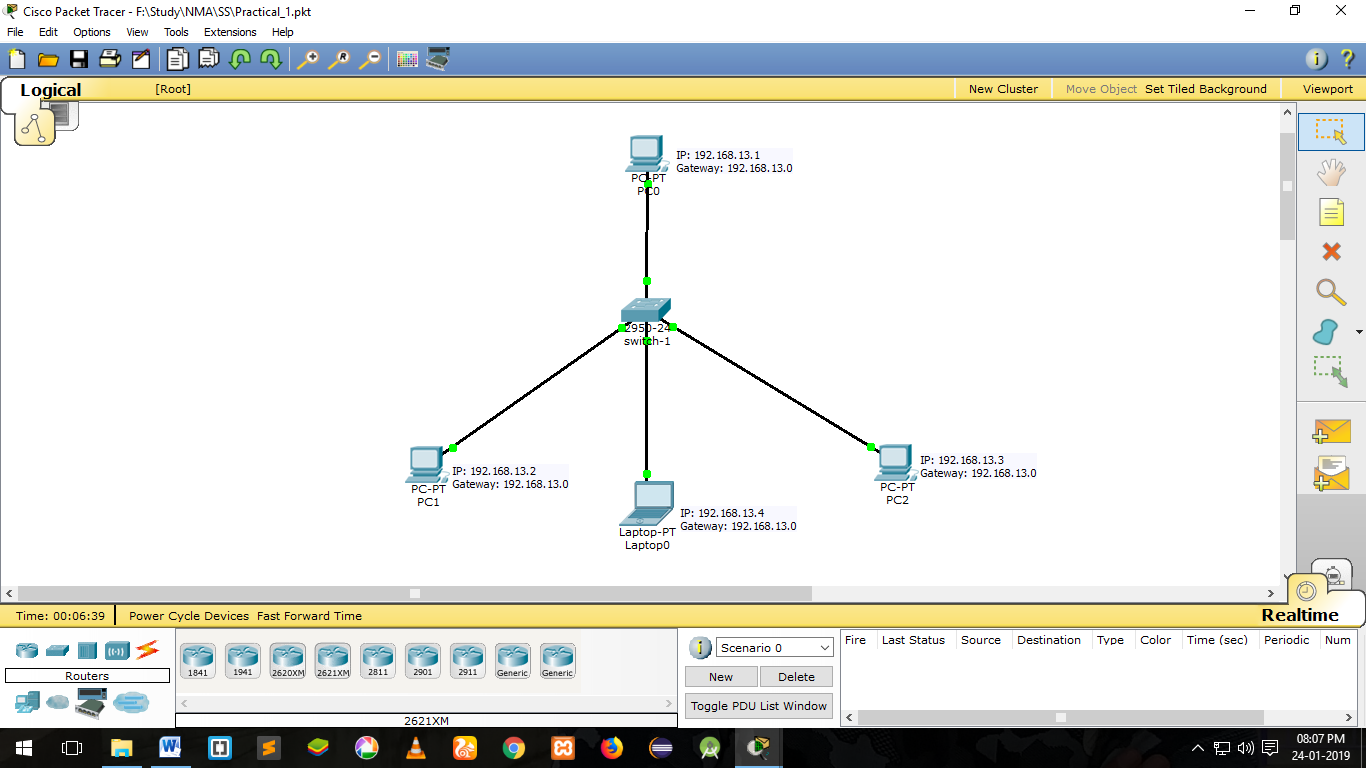 Cisco Packet Tracer - F:\Study\NMA\SS\Practical_1.pkt
File Edit Options View Tools Extensions Help
Logical [Root] New Cluster Move Object Set Tiled Background Viewport
IP: 192.168.13.1
Gateway: 192.168.13.0
PC-PT
PC0
2950-24
switch-1
IP: 192.168.13.2
Gateway: 192.168.13.0
PC-PT
PC1
IP: 192.168.13.4
Gateway: 192.168.13.0
Laptop-PT
Laptop0
IP: 192.168.13.3
Gateway: 192.168.13.0
PC-PT
PC2
Time: 00:06:39 Power Cycle Devices Fast Forward Time Realtime
Routers
1841 1941 2620XM 2621XM 2811 2901 2911 Generic Generic
2621XM
Scenario 0
New Delete
Toggle PDU List Window
Fire Last Status Source Destination Type Color Time (sec) Periodic Num
08:07 PM
24-01-2019